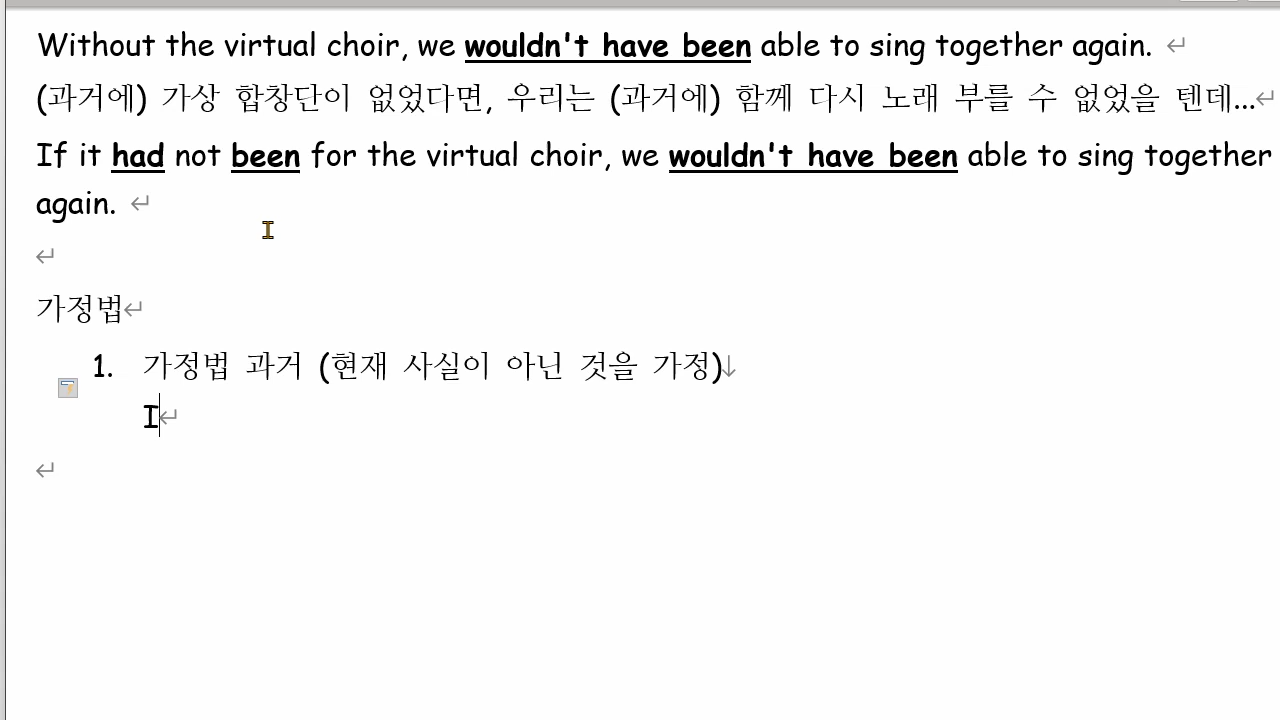 Without the virtual choir, we wouldn't have been able to sing together again.
(과거에) 가상 합창단이 없었다면, 우리는 (과거에) 함께 다시 노래 부를 수 없었을 텐데...
If it had not been for the virtual choir, we wouldn't have been able to sing together
again.
가정법
1. 가정법 과거 (현재 사실이 아닌 것을 가정)
I